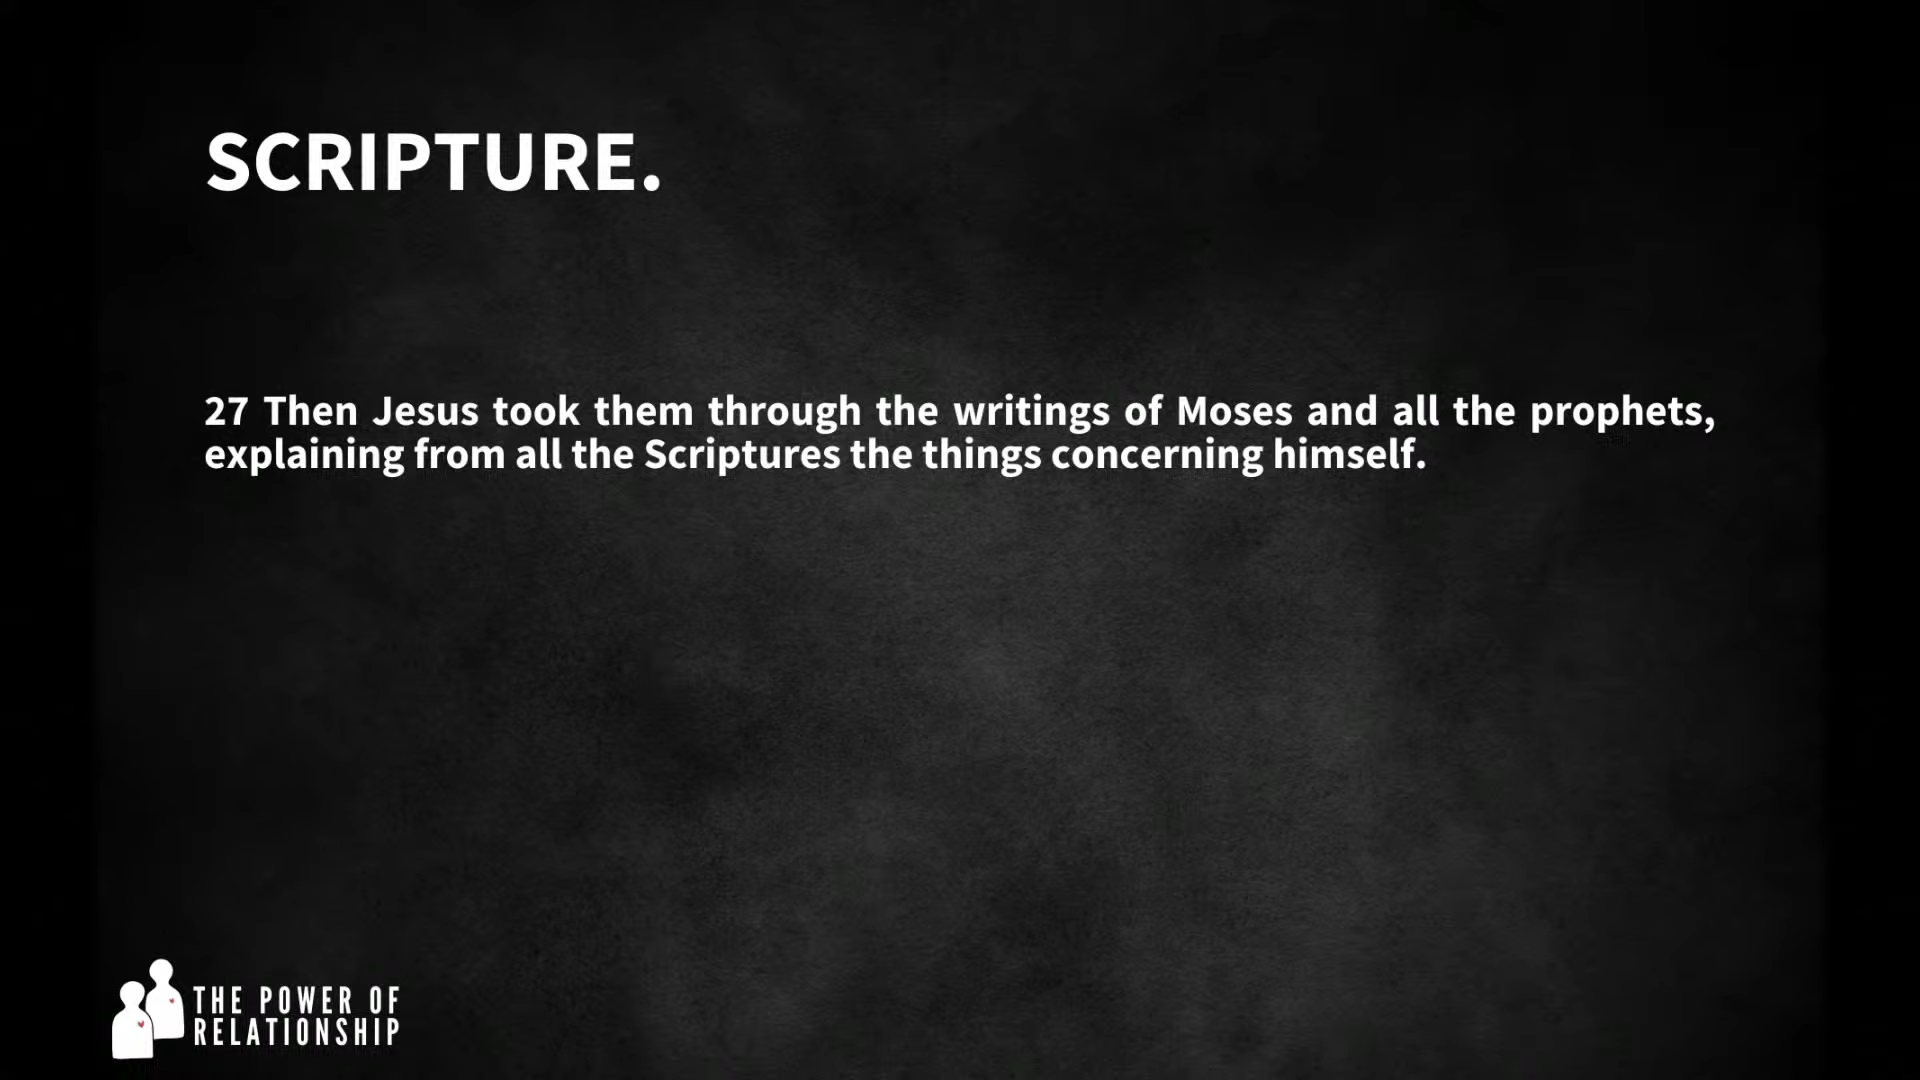 SCRIPTURE.
27 Then Jesus took them through the writings of Moses and all the prophets,
explaining from all the Scriptures the things concerning himself.
THE POWER OF
RELATIONSHIP